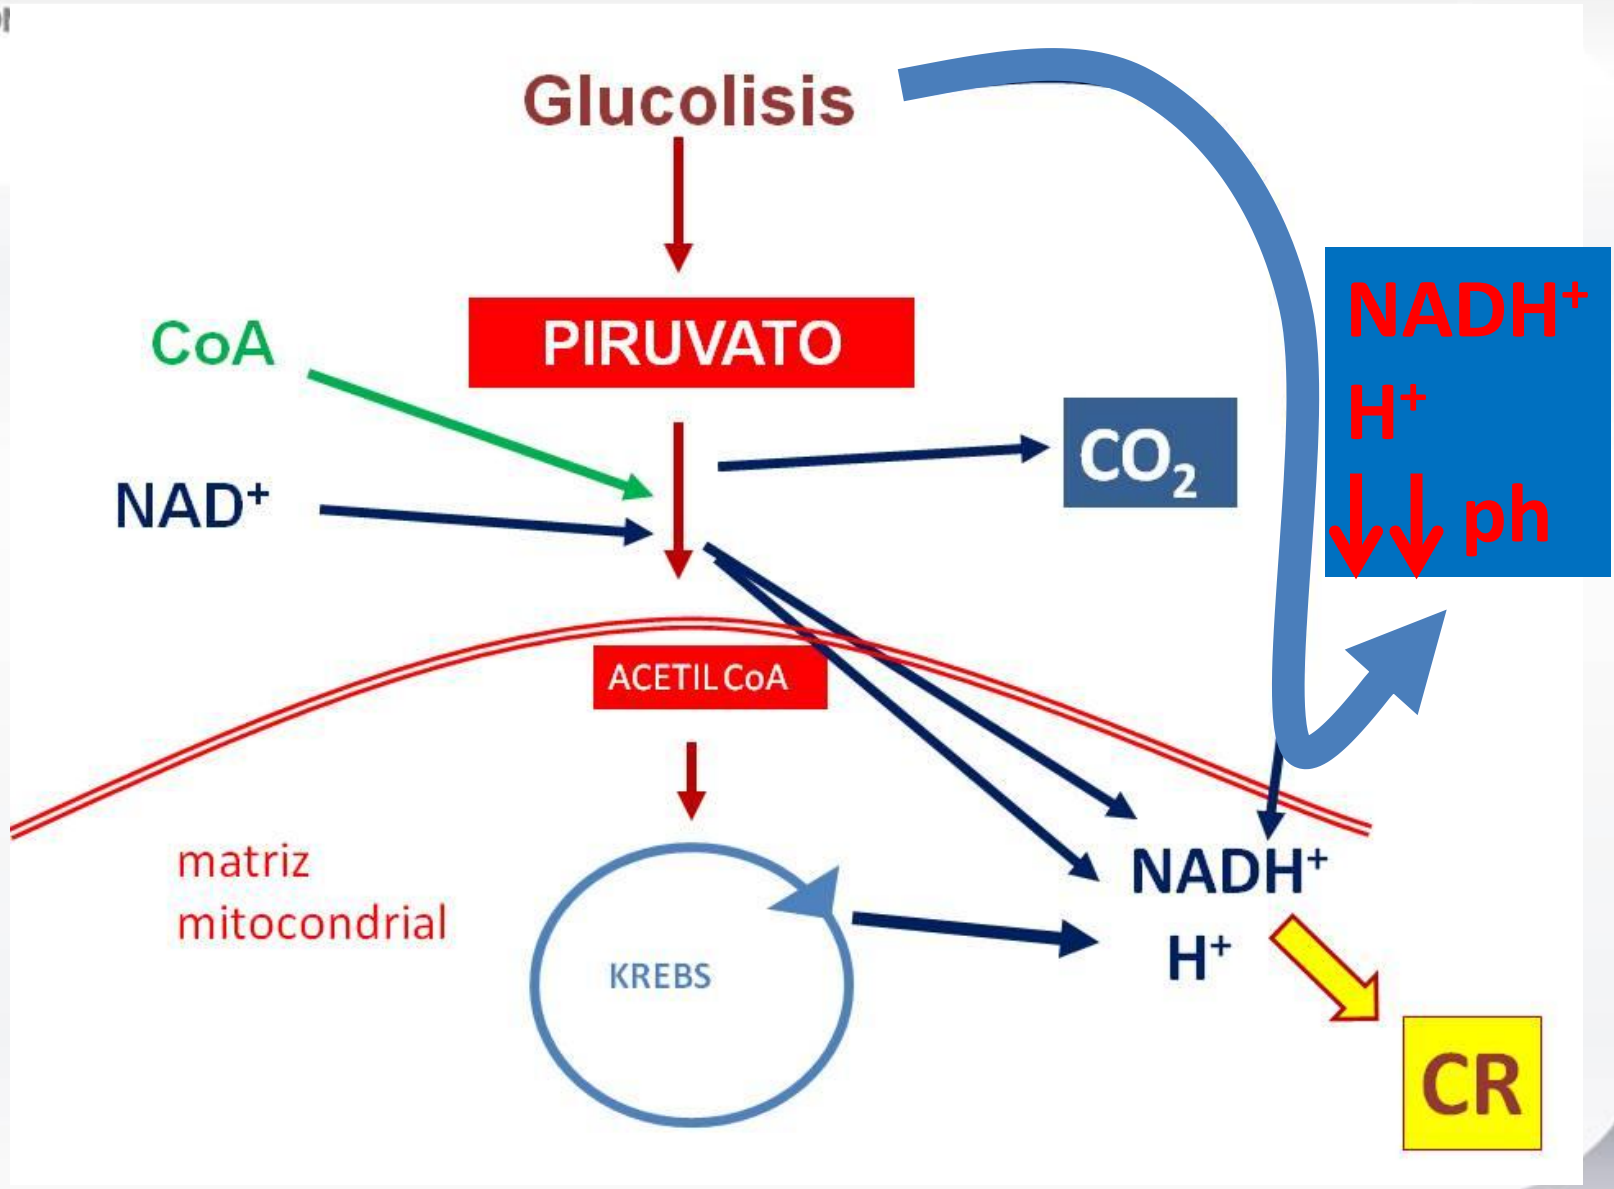 Glucolisis
PIRUVATO
CoA
NAD⁺
CO₂
NADH⁺
H⁺
ph
ACETIL CoA
matriz
mitocondrial
KREBS
NADH⁺
H⁺
CR